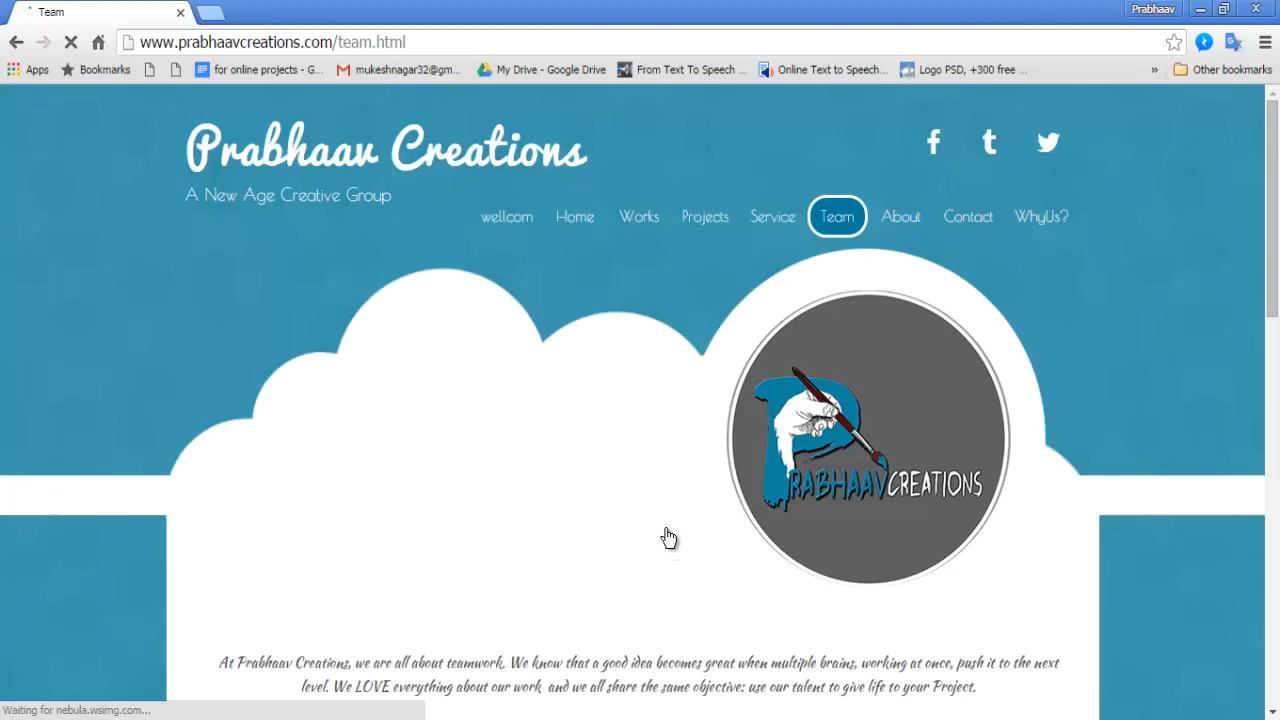 Team
Prabhaav
www.prabhaavcreations.com/team.html
Apps
Bookmarks
for online projects - G...
mukeshnagar32@gm...
My Drive - Google Drive
From Text To Speech ...
Online Text to Speech...
Logo PSD, +300 free ...
»
Other bookmarks
Prabhaav Creations
A New Age Creative Group
wellcom Home Works Projects Service Team About Contact WhyUs?
PRABHAAVCREATIONS
At Prabhaav Creations, we are all about teamwork. We know that a good idea becomes great when multiple brains, working at once, push it to the next
level. We LOVE everything about our work and we all share the same objective: use our talent to give life to your Project.
Waiting for nebula.wsimg.com...